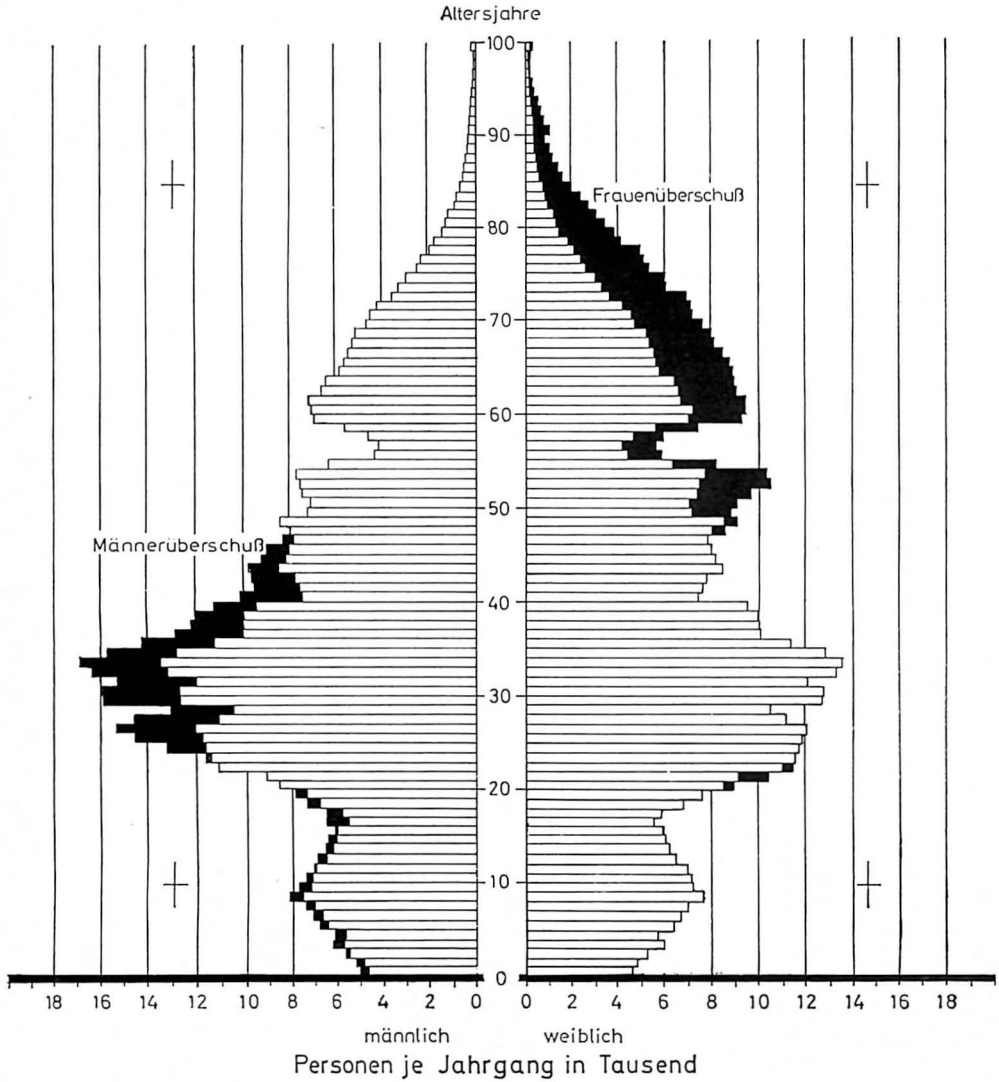 Altersjahre
100
90
Frauenüberschuß
80
70
60
50
Männerüberschuß
40
30
20
10
0
18 16 14 12 10 8 6 4 2 0 0 2 4 6 8 10 12 14 16 18
männlich weiblich
Personen je Jahrgang in Tausend